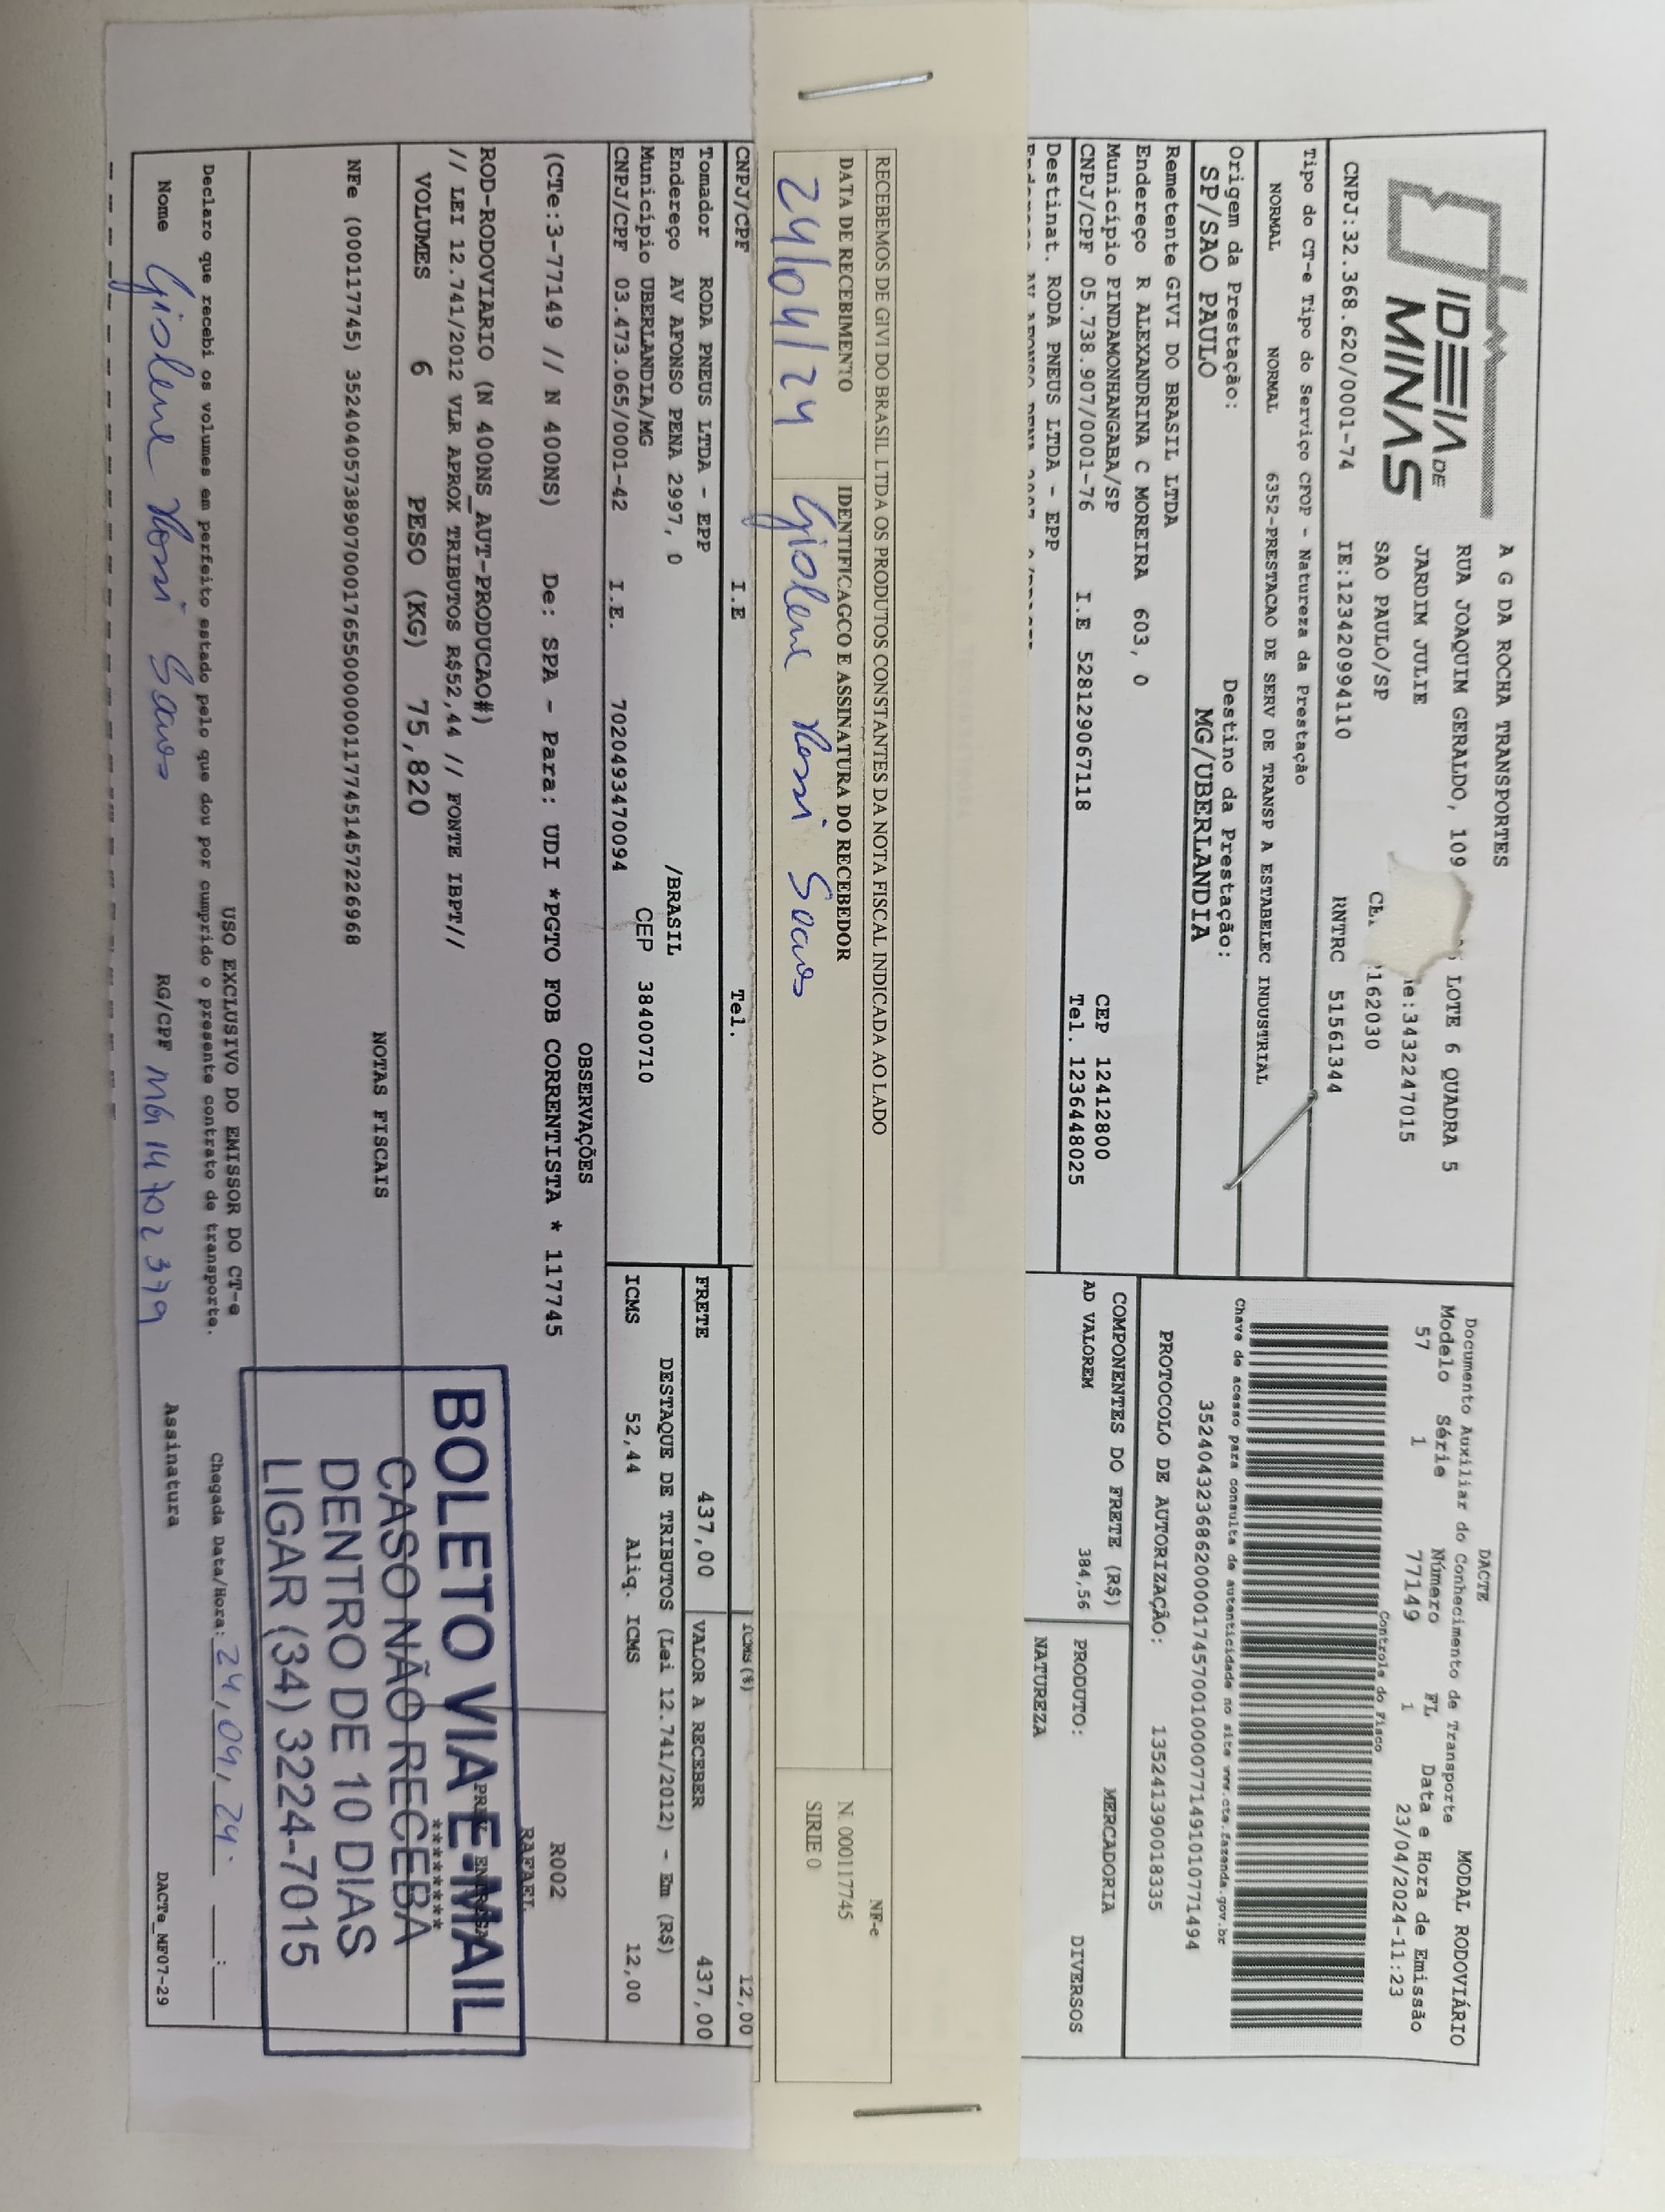 IDEIA DE
MINAS
A G DA ROCHA TRANSPORTES
RUA JOAQUIM GERALDO, 109 LOTE 6 QUADRA 5
JARDIM JULIE :3432247015
SAO PAULO/SP 162030
CNPJ:32.368.620/0001-74 IE:123420994110 RNTRC 51561344
DACTE MODAL RODOVIÁRIO
Documento Auxiliar do Conhecimento de Transporte
Modelo Série Número FL Data e Hora de Emissão
57 1 77149 1 23/04/2024-11:23
Controle do Fisco
Tipo do CT-e Tipo do Serviço CFOP - Natureza da Prestação
NORMAL NORMAL 6352-PRESTACAO DE SERV DE TRANSP A ESTABELEC INDUSTRIAL
Chave de acesso para consulta de autenticidade no site www.cte.fazenda.gov.br
35240432368620000174570010000771491010771494
Origem da Prestação: Destino da Prestação:
SP/SAO PAULO MG/UBERLANDIA
PROTOCOLO DE AUTORIZAÇÃO: 135241390018335
Remetente GIVI DO BRASIL LTDA
Endereço R ALEXANDRINA C MOREIRA 603, 0
Município PINDAMONHANGABA/SP CEP 12412800
CNPJ/CPF 05.738.907/0001-76 I.E 528129067118 Tel. 1236448025
COMPONENTES DO FRETE (R$) MERCADORIA
AD VALOREM 384,56 PRODUTO: DIVERSOS
NATUREZA
Destinat. RODA PNEUS LTDA - EPP
RECEBEMOS DE GIVI DO BRASIL LTDA OS PRODUTOS CONSTANTES DA NOTA FISCAL INDICADA AO LADO
DATA DE RECEBIMENTO IDENTIFICAGCO E ASSINATURA DO RECEBEDOR
24/04/24 Gislene Rossi
NF-e
N. 000117745
SIRIE 0
CNPJ/CPF I.E Tel.
ICMS(%) 12,00
Tomador RODA PNEUS LTDA - EPP
Endereço AV AFONSO PENA 2997, 0 /BRASIL
Município UBERLANDIA/MG CEP 38400710
CNPJ/CPF 03.473.065/0001-42 I.E. 7020493470094
FRETE 437,00 VALOR A RECEBER 437,00
DESTAQUE DE TRIBUTOS (Lei 12.741/2012) - Em (R$)
ICMS 52,44 Aliq. ICMS 12,00
OBSERVAÇÕES
(CTe:3-77149 // N 400NS) De: SPA - Para: UDI *PGTO FOB CORRENTISTA * 117745
R002
RAFAEL
ROD-RODOVIARIO (N 400NS_AUT-PRODUCAO#)
// LEI 12.741/2012 VLR APROX TRIBUTOS R$52,44 // FONTE IBPT//
VOLUMES 6 PESO (KG) 75,820
PREV. ENTREGA
********
NOTAS FISCAIS
NFe (000117745) 35240405738907000176550000001177451457226968
BOLETO VIA E-MAIL
CASO NÃO RECEBA
DENTRO DE 10 DIAS
LIGAR (34) 3224-7015
USO EXCLUSIVO DO EMISSOR DO CT-e
Declaro que recebi os volumes em perfeito estado pelo que dou por cumprido o presente contrato de transporte.
Chegada Data/Hora: 24/04/24. ___:___
Nome Gislene Rossi RG/CPF MG 14702379 Assinatura
DACTe_MF07-29